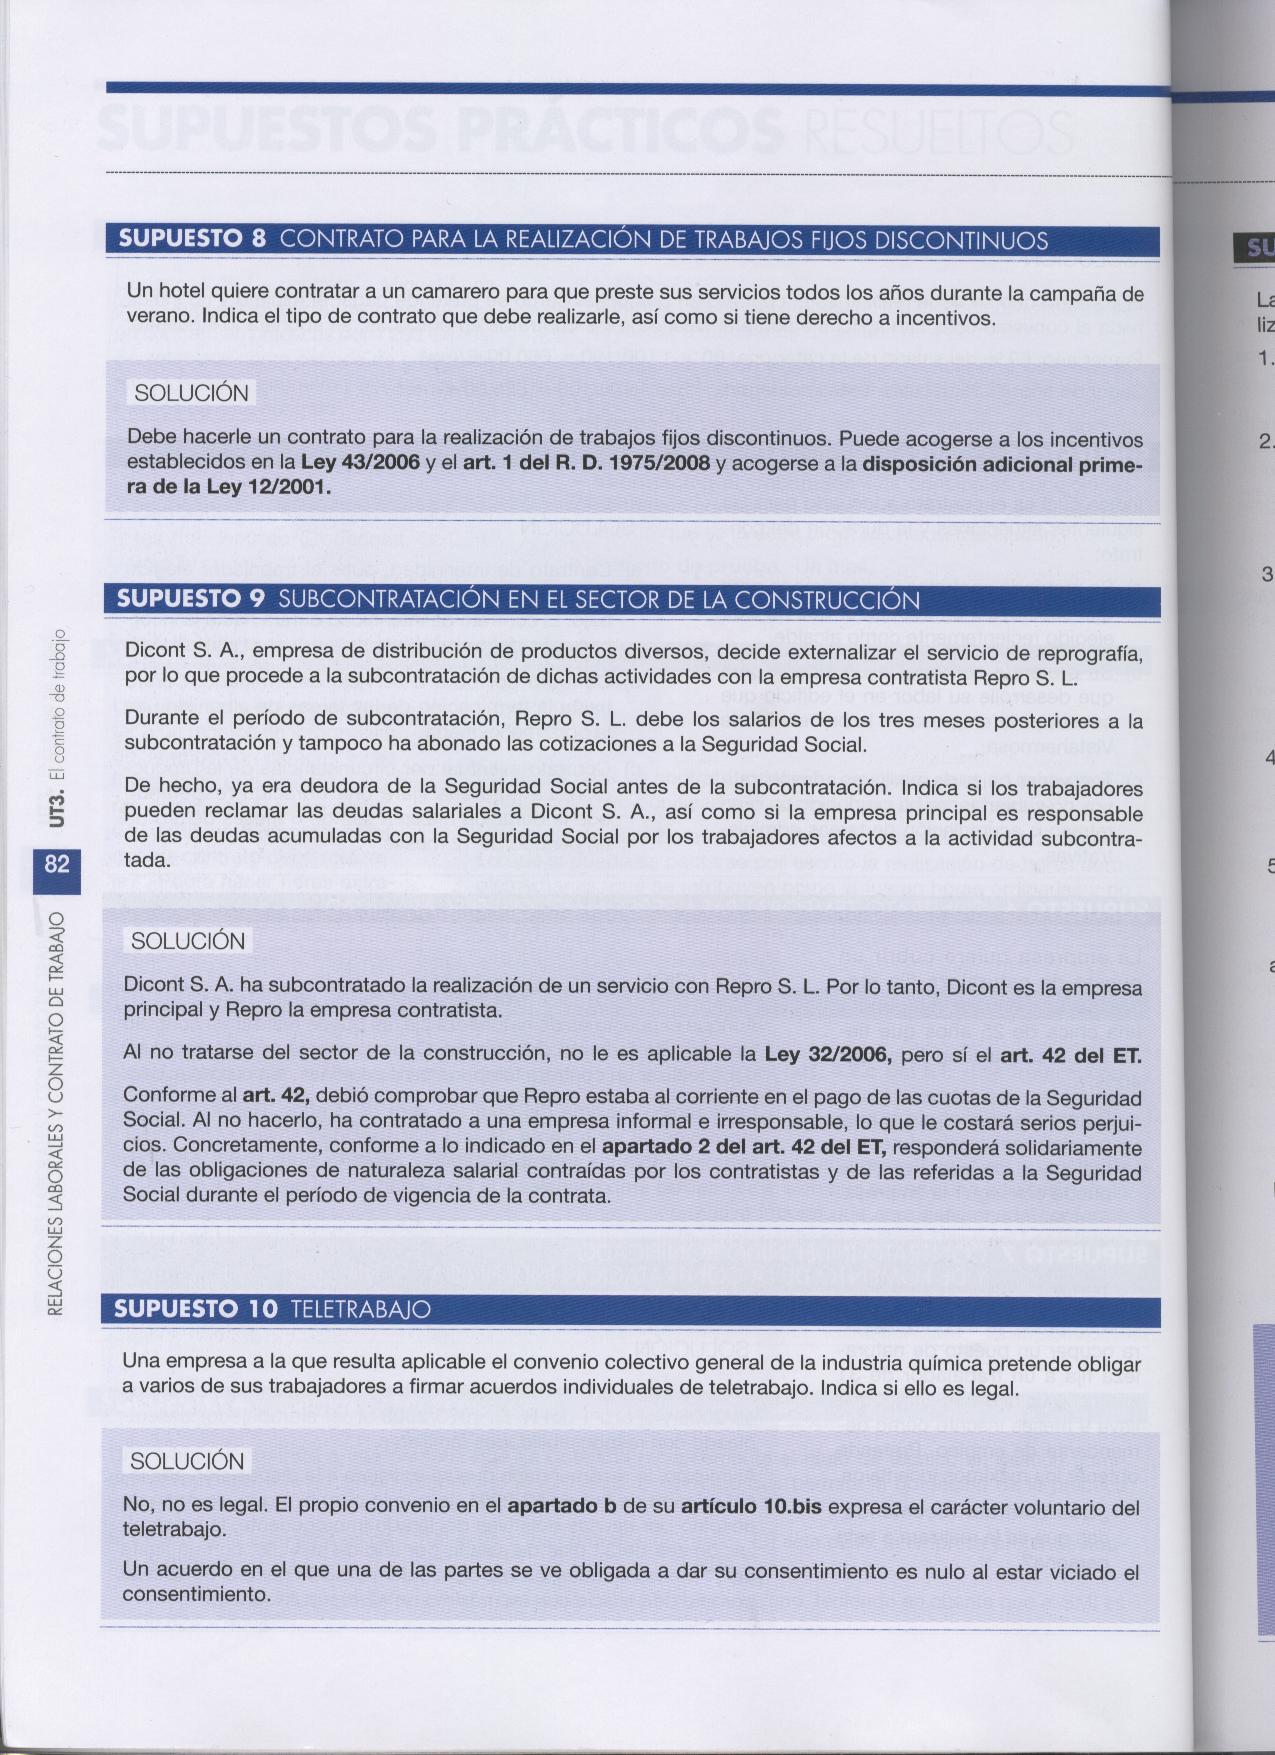 SUPUESTOS PRÁCTICOS RESUELTOS
SUPUESTO 8 CONTRATO PARA LA REALIZACIÓN DE TRABAJOS FIJOS DISCONTINUOS
Un hotel quiere contratar a un camarero para que preste sus servicios todos los años durante la campaña de
verano. Indica el tipo de contrato que debe realizarle, así como si tiene derecho a incentivos.
SOLUCIÓN
Debe hacerle un contrato para la realización de trabajos fijos discontinuos. Puede acogerse a los incentivos
establecidos en la Ley 43/2006 y el art. 1 del R. D. 1975/2008 y acogerse a la disposición adicional prime-
ra de la Ley 12/2001.
SUPUESTO 9 SUBCONTRATACIÓN EN EL SECTOR DE LA CONSTRUCCIÓN
Dicont S. A., empresa de distribución de productos diversos, decide externalizar el servicio de reprografía,
por lo que procede a la subcontratación de dichas actividades con la empresa contratista Repro S. L.
Durante el período de subcontratación, Repro S. L. debe los salarios de los tres meses posteriores a la
subcontratación y tampoco ha abonado las cotizaciones a la Seguridad Social.
De hecho, ya era deudora de la Seguridad Social antes de la subcontratación. Indica si los trabajadores
pueden reclamar las deudas salariales a Dicont S. A., así como si la empresa principal es responsable
de las deudas acumuladas con la Seguridad Social por los trabajadores afectos a la actividad subcontra-
tada.
SOLUCIÓN
Dicont S. A. ha subcontratado la realización de un servicio con Repro S. L. Por lo tanto, Dicont es la empresa
principal y Repro la empresa contratista.
Al no tratarse del sector de la construcción, no le es aplicable la Ley 32/2006, pero sí el art. 42 del ET.
Conforme al art. 42, debió comprobar que Repro estaba al corriente en el pago de las cuotas de la Seguridad
Social. Al no hacerlo, ha contratado a una empresa informal e irresponsable, lo que le costará serios perjui-
cios. Concretamente, conforme a lo indicado en el apartado 2 del art. 42 del ET, responderá solidariamente
de las obligaciones de naturaleza salarial contraídas por los contratistas y de las referidas a la Seguridad
Social durante el período de vigencia de la contrata.
SUPUESTO 10 TELETRABAJO
Una empresa a la que resulta aplicable el convenio colectivo general de la industria química pretende obligar
a varios de sus trabajadores a firmar acuerdos individuales de teletrabajo. Indica si ello es legal.
SOLUCIÓN
No, no es legal. El propio convenio en el apartado b de su artículo 10.bis expresa el carácter voluntario del
teletrabajo.
Un acuerdo en el que una de las partes se ve obligada a dar su consentimiento es nulo al estar viciado el
consentimiento.
UT3. El contrato de trabajo
82
RELACIONES LABORALES Y CONTRATO DE TRABAJO
SU
La
liz
1.
2.
3
4
5
a